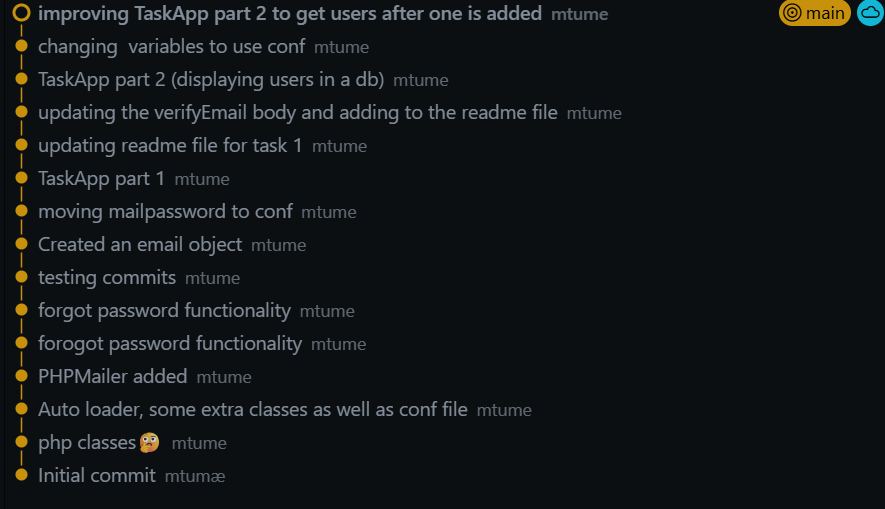 improving TaskApp part 2 to get users after one is added mtume main
changing  variables to use conf mtume
TaskApp part 2 (displaying users in a db) mtume
updating the verifyEmail body and adding to the readme file mtume
updating readme file for task 1 mtume
TaskApp part 1 mtume
moving mailpassword to conf mtume
Created an email object mtume
testing commits mtume
forgot password functionality mtume
forogot password functionality mtume
PHPMailer added mtume
Auto loader, some extra classes as well as conf file mtume
php classes🤔 mtume
Initial commit mtumæ